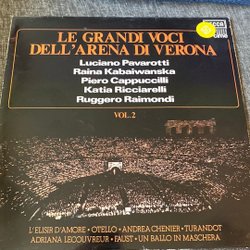 LE GRANDI VOCI
DELL'ARENA DI VERONA
Luciano Pavarotti
Raina Kabaivanska
Piero Cappuccilli
Katia Ricciarelli
Ruggero Raimondi
VOL. 2
L'ELISIR D'AMORE • OTELLO • ANDREA CHENIER • TURANDOT
ADRIANA LECOUVREUR • FAUST • UN BALLO IN MASCHERA